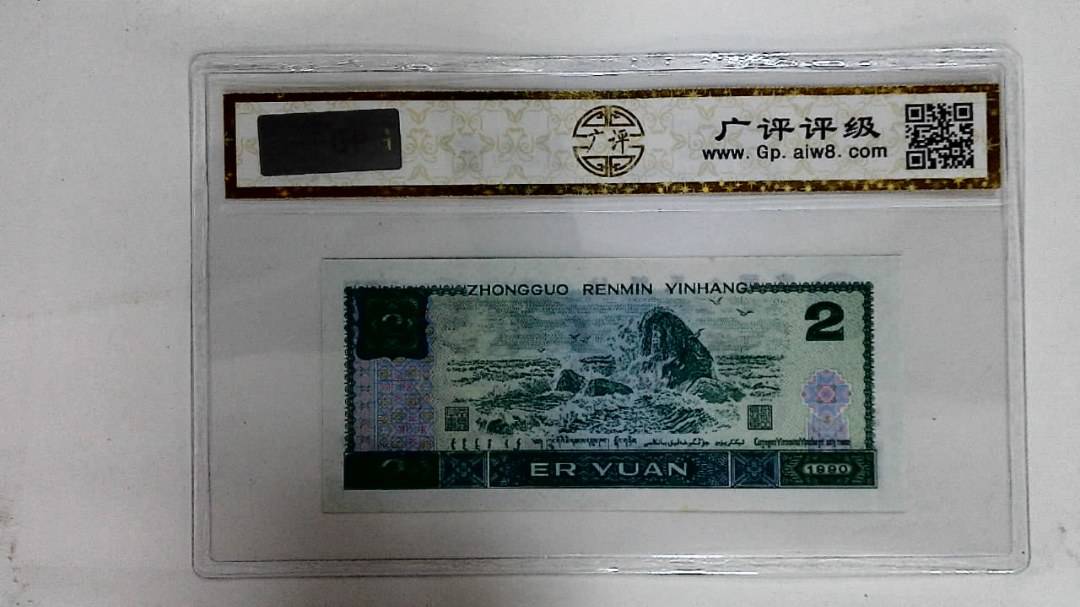 广评
广评评级
www.Gp.aiw8.com
ZHONGGUO RENMIN YINHANG
2
ER YUAN
1990